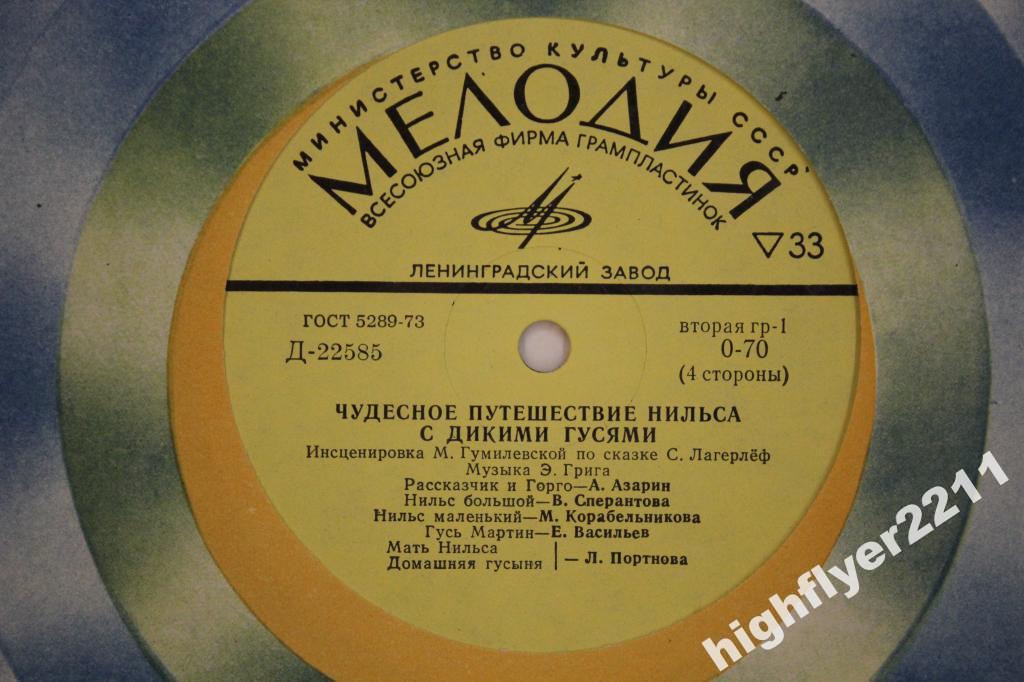 МИНИСТЕРСТВО КУЛЬТУРЫ СССР
МЕЛОДИЯ
ВСЕСОЮЗНАЯ ФИРМА ГРАМПЛАСТИНОК
▽33
ЛЕНИНГРАДСКИЙ ЗАВОД
ГОСТ 5289-73
Д-22585
вторая гр-1
0-70
(4 стороны)
ЧУДЕСНОЕ ПУТЕШЕСТВИЕ НИЛЬСА
С ДИКИМИ ГУСЯМИ
Инсценировка М. Гумилевской по сказке С. Лагерлёф
Музыка Э. Грига
Рассказчик и Горго—А. Азарин
Нильс большой—В. Сперантова
Нильс маленький—М. Корабельникова
Гусь Мартин—Е. Васильев
Мать Нильса
Домашняя гусыня
— Л. Портнова
highflyer2211